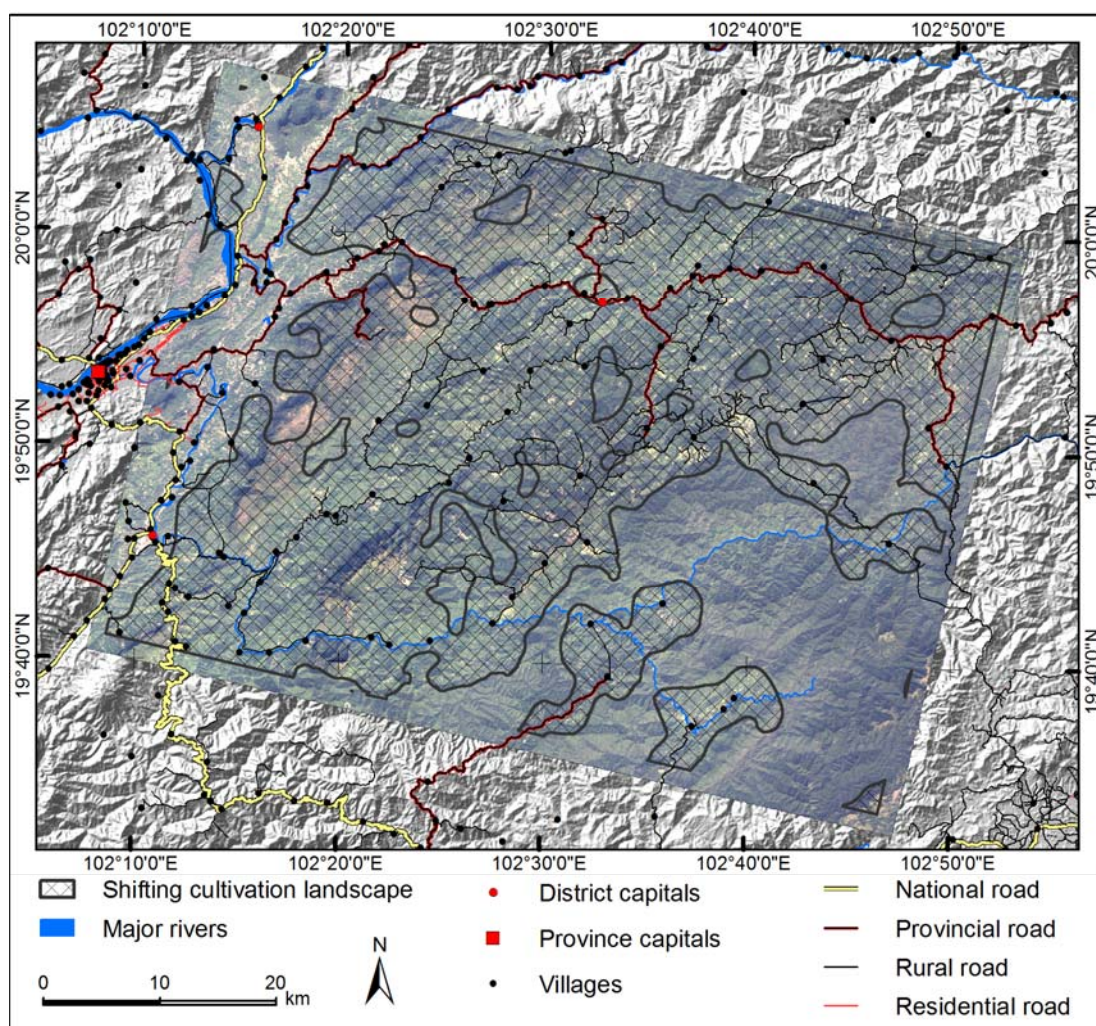 102°10'0"E 102°20'0"E 102°30'0"E 102°40'0"E 102°50'0"E
20°0'0"N 20°0'0"N
19°50'0"N 19°50'0"N
19°40'0"N 19°40'0"N
102°10'0"E 102°20'0"E 102°30'0"E 102°40'0"E 102°50'0"E
Shifting cultivation landscape
Major rivers
0 10 20
km
N
District capitals
Province capitals
Villages
National road
Provincial road
Rural road
Residential road